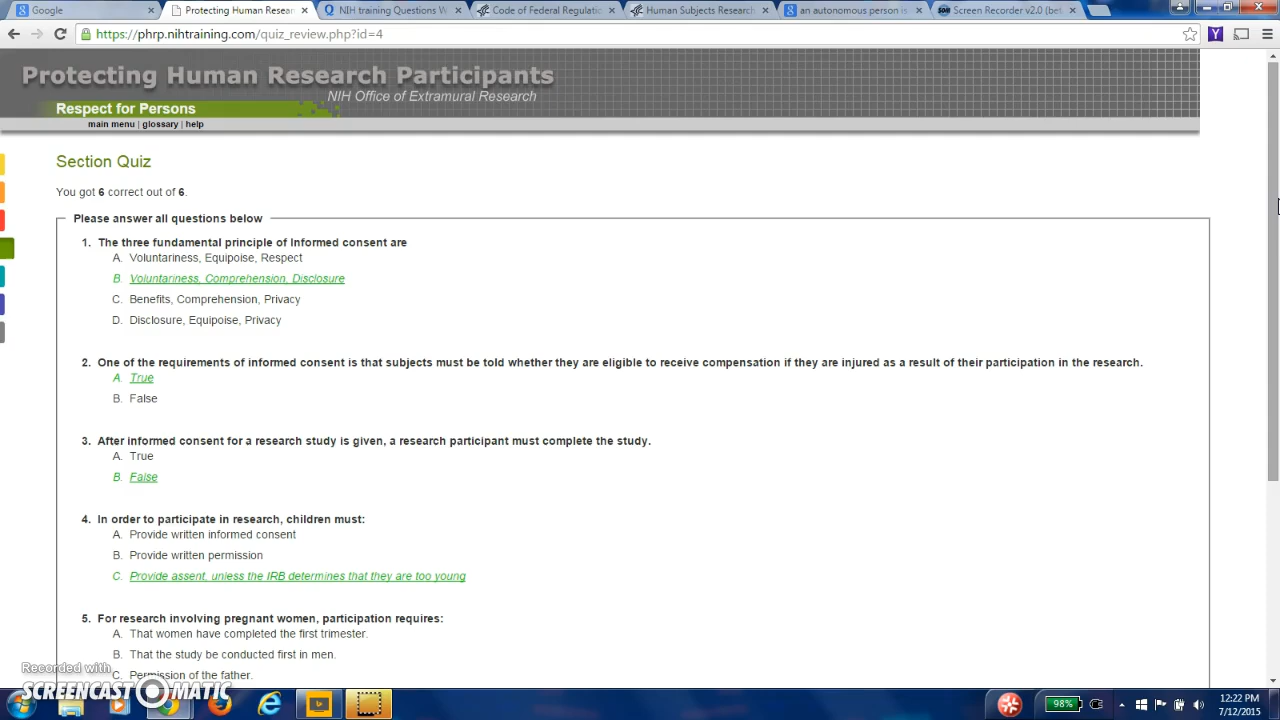 Google
Protecting Human Resear
NIH training Questions W
Code of Federal Regulatio
Human Subjects Research
an autonomous person is
Screen Recorder v2.0 (bet
https://phrp.nihtraining.com/quiz_review.php?id=4
Protecting Human Research Participants
NIH Office of Extramural Research
Respect for Persons
main menu | glossary | help
Section Quiz
You got 6 correct out of 6.
Please answer all questions below
1. The three fundamental principle of Informed consent are
A. Voluntariness, Equipoise, Respect
B. Voluntariness, Comprehension, Disclosure
C. Benefits, Comprehension, Privacy
D. Disclosure, Equipoise, Privacy
2. One of the requirements of informed consent is that subjects must be told whether they are eligible to receive compensation if they are injured as a result of their participation in the research.
A. True
B. False
3. After informed consent for a research study is given, a research participant must complete the study.
A. True
B. False
4. In order to participate in research, children must:
A. Provide written informed consent
B. Provide written permission
C. Provide assent, unless the IRB determines that they are too young
5. For research involving pregnant women, participation requires:
A. That women have completed the first trimester.
B. That the study be conducted first in men.
C. Permission of the father.
Recorded with
SCREENCAST MATIC
98%
12:22 PM
7/12/2015